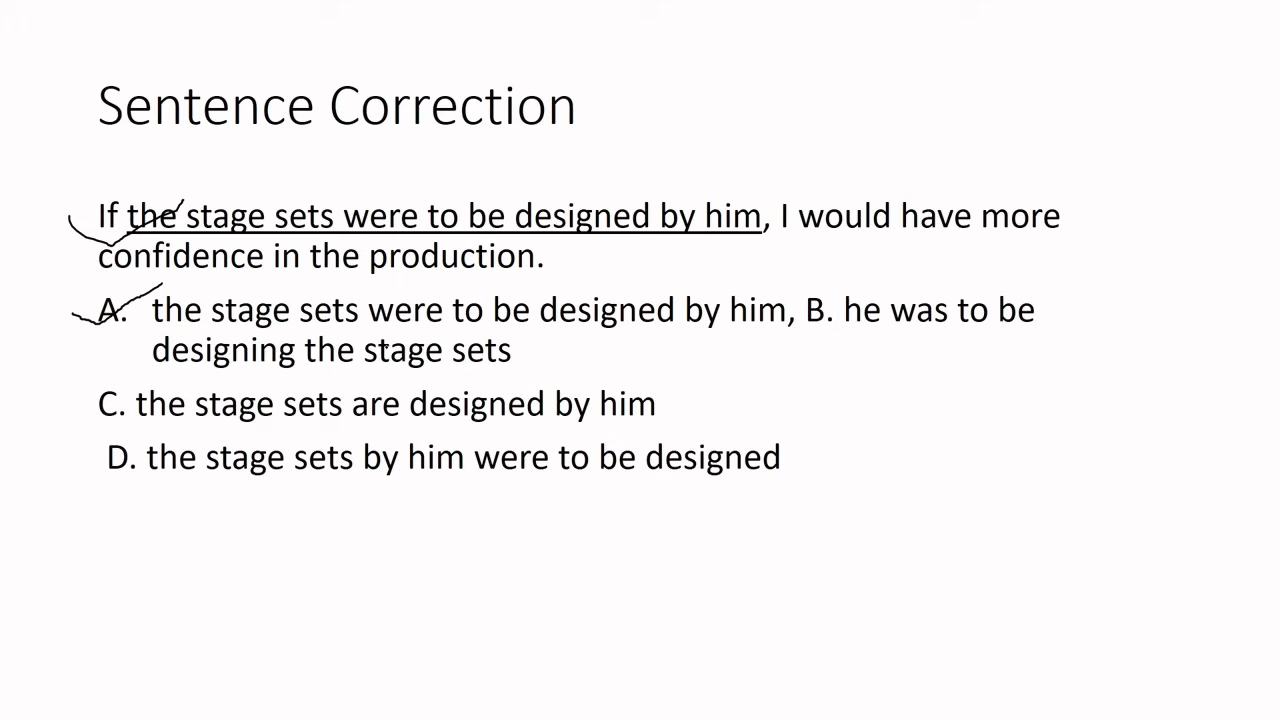 Sentence Correction
If the stage sets were to be designed by him, I would have more
confidence in the production.
A. the stage sets were to be designed by him, B. he was to be
designing the stage sets
C. the stage sets are designed by him
D. the stage sets by him were to be designed